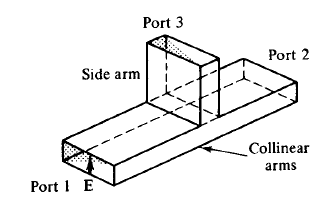 Port 3
Port 2
Side arm
Collinear
arms
Port 1 E